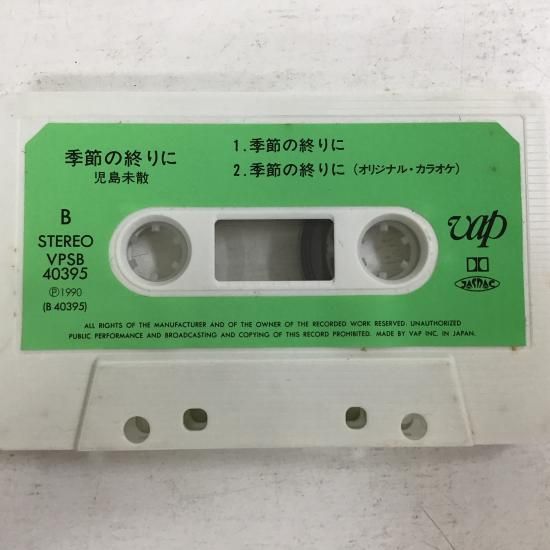 季節の終りに
児島未散
1.季節の終りに
2.季節の終りに(オリジナル・カラオケ)
B
STEREO
VPSB
40395
Ⓟ1990
(B 40395)
vap
JASRAC
ALL RIGHTS OF THE MANUFACTURER AND OF THE OWNER OF THE RECORDED WORK RESERVED. UNAUTHORIZED
PUBLIC PERFORMANCE AND BROADCASTING AND COPYING OF THIS RECORD PROHIBITED. MADE BY VAP INC. IN JAPAN.